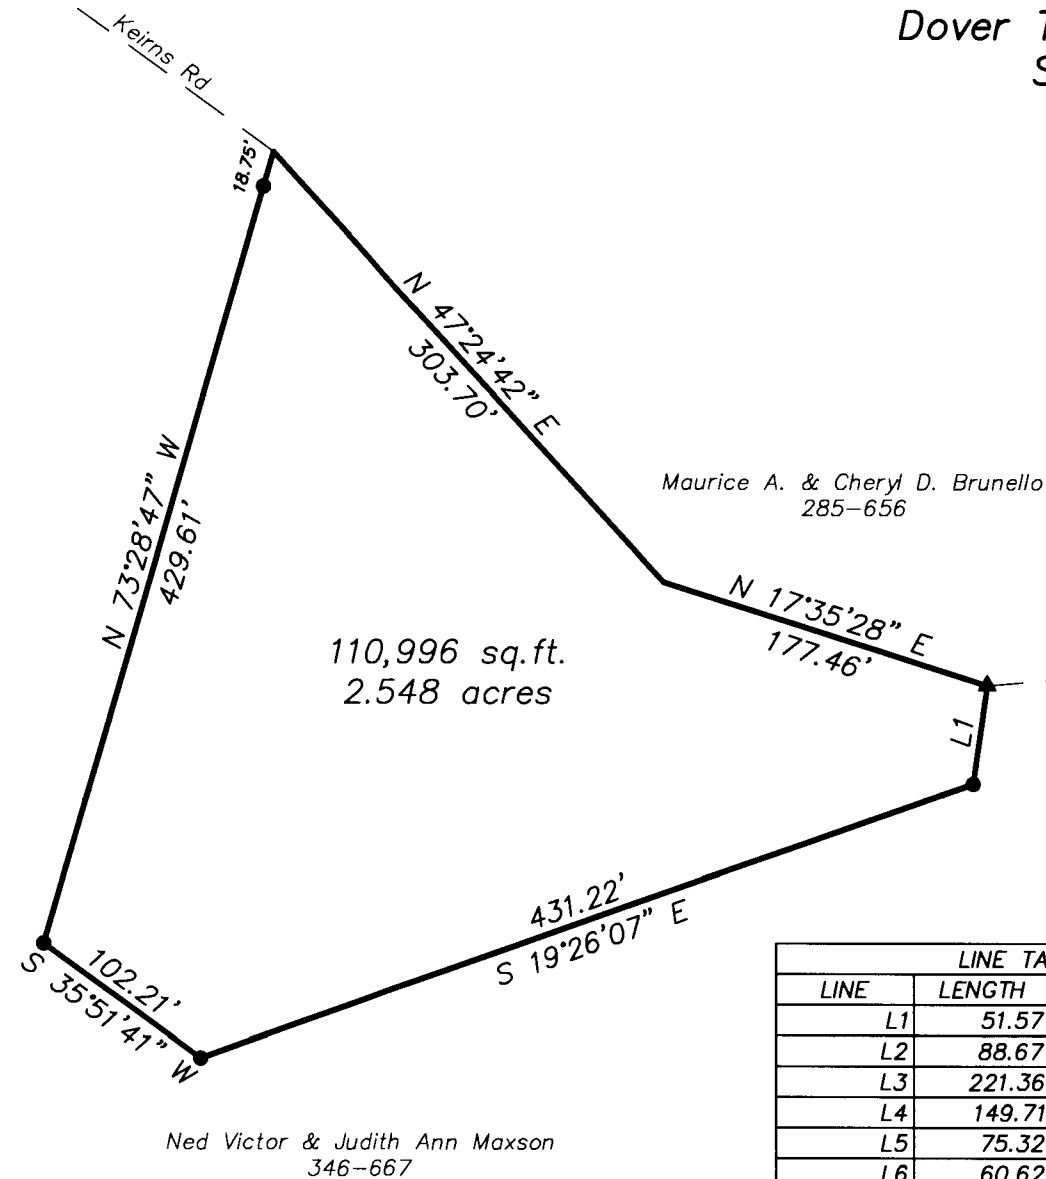 Dover T
S
Keirns Rd
18.75'
N 47°24'42" E
303.70'
Maurice A. & Cheryl D. Brunello
285-656
N 73°28'47" W
429.61'
N 17°35'28" E
177.46'
110,996 sq.ft.
2.548 acres
L1
431.22'
S 19°26'07" E
102.21'
S 35°51'41" W
LINE TA
LINE LENGTH
L1 51.57
L2 88.67
L3 221.36
L4 149.71
L5 75.32
L6 60.62
Ned Victor & Judith Ann Maxson
346-667